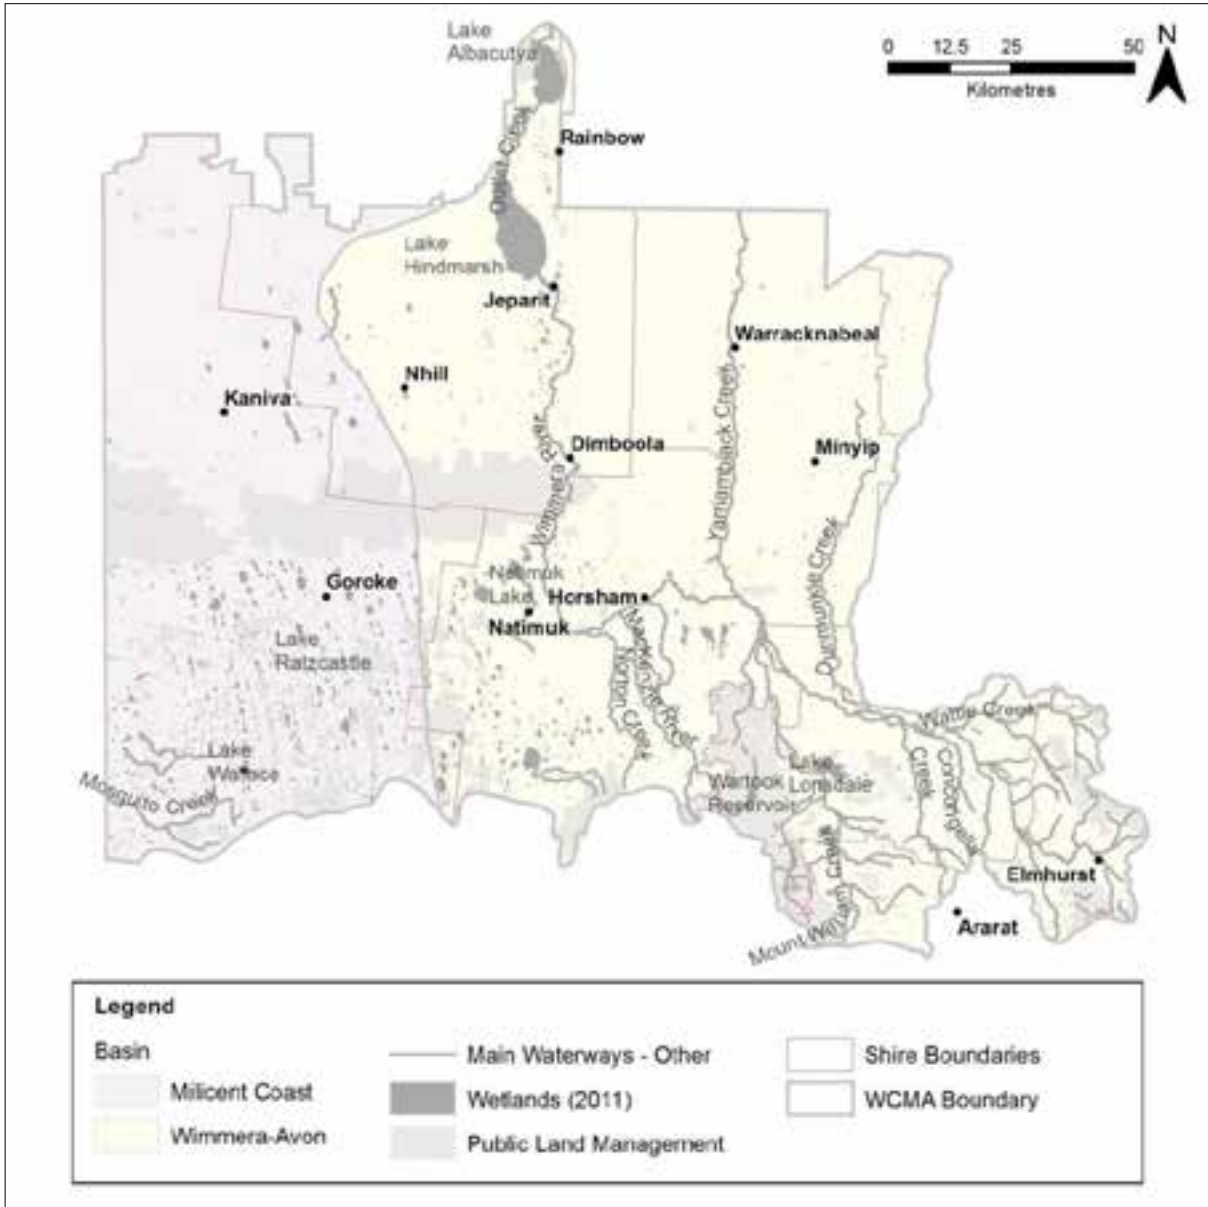 Lake
Albacutya
0 12.5 25 50
Kilometres
N
Rainbow
Outlet Creek
Lake
Hindmarsh
Jeparit
Warracknabeal
Nhill
Kaniva
Dimboola
Minyip
Wimmera River
Yarriambiack Creek
Dunmunkle Creek
Natimuk
Lake
Goroke
Horsham
Natimuk
Lake
Ratzcastle
MacKenzie River
Norton Creek
Wattle Creek
Lake
Wallace
Mosquito Creek
Wartook
Reservoir
Lake
Lonsdale
Concongella
Creek
Elmhurst
Mount William Creek
Ararat
Legend
Basin
Milicent Coast
Wimmera-Avon
Main Waterways - Other
Wetlands (2011)
Public Land Management
Shire Boundaries
WCMA Boundary